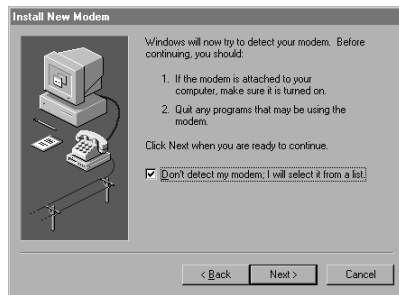 Install New Modem
Windows will now try to detect your modem. Before
continuing, you should:
1. If the modem is attached to your
computer, make sure it is turned on.
2. Quit any programs that may be using the
modem.
Click Next when you are ready to continue.
Don't detect my modem; I will select it from a list.
< Back
Next >
Cancel